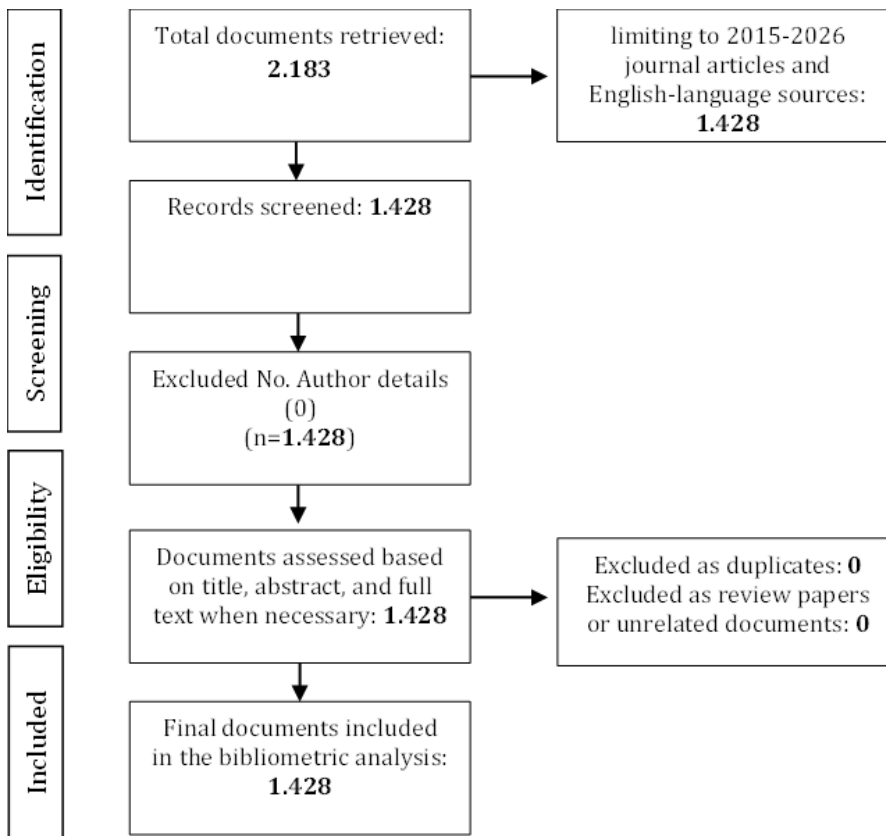 Identification
Total documents retrieved:
2.183
limiting to 2015-2026
journal articles and
English-language sources:
1.428
Records screened: 1.428
Screening
Excluded No. Author details
(0)
(n=1.428)
Eligibility
Documents assessed based
on title, abstract, and full
text when necessary: 1.428
Excluded as duplicates: 0
Excluded as review papers
or unrelated documents: 0
Included
Final documents included
in the bibliometric analysis:
1.428